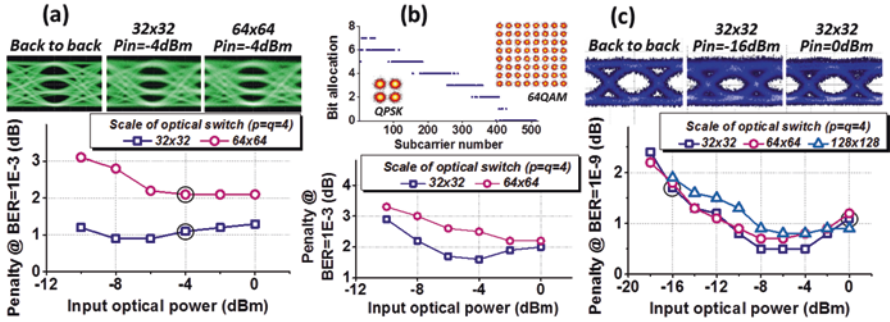 (a)
32x32 64x64
Back to back Pin=-4dBm Pin=-4dBm
Scale of optical switch (p=q=4)
32x32 64x64
Penalty @ BER=1E-3 (dB)
3
2
1
0
-12 -8 -4 0
Input optical power (dBm)
(b)
Bit allocation
8
6
4
2
0
QPSK
64QAM
100 200 300 400 500
Subcarrier number
Scale of optical switch (p=q=4)
32x32 64x64
Penalty @
BER=1E-3 (dB)
4
3
2
1
-12 -8 -4 0
Input optical power (dBm)
(c)
32x32 32x32
Back to back Pin=-16dBm Pin=0dBm
Scale of optical switch (p=q=4)
32x32 64x64 128x128
Penalty @ BER=1E-9 (dB)
2
1
0
-20 -16 -12 -8 -4 0
Input optical power (dBm)